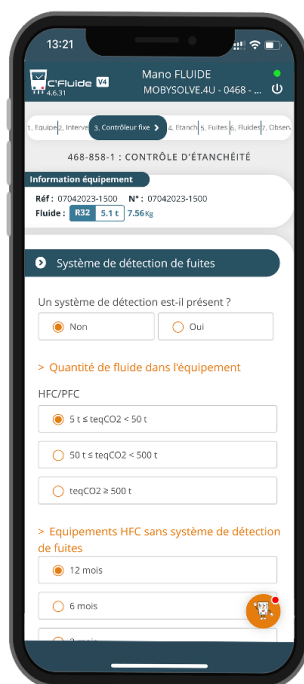 13:21
C'Fluide V4
4.6.31
Mano FLUIDE
MOBYSOLVE.4U - 0468 - ...
1, Equipe 2, Interve 3, Contrôleur fixe > 4, Etanch 5, Fuites 6, Fluides 7, Observ
468-858-1 : CONTRÔLE D'ÉTANCHÉITÉ
Information équipement
Réf : 07042023-1500 N° : 07042023-1500
Fluide : R32 5.1 t 7.56 Kg
Système de détection de fuites
Un système de détection est-il présent ?
Non Oui
> Quantité de fluide dans l'équipement
HFC/PFC
5 t ≤ teqCO2 < 50 t
50 t ≤ teqCO2 < 500 t
teqCO2 ≥ 500 t
> Equipements HFC sans système de détection
de fuites
12 mois
6 mois